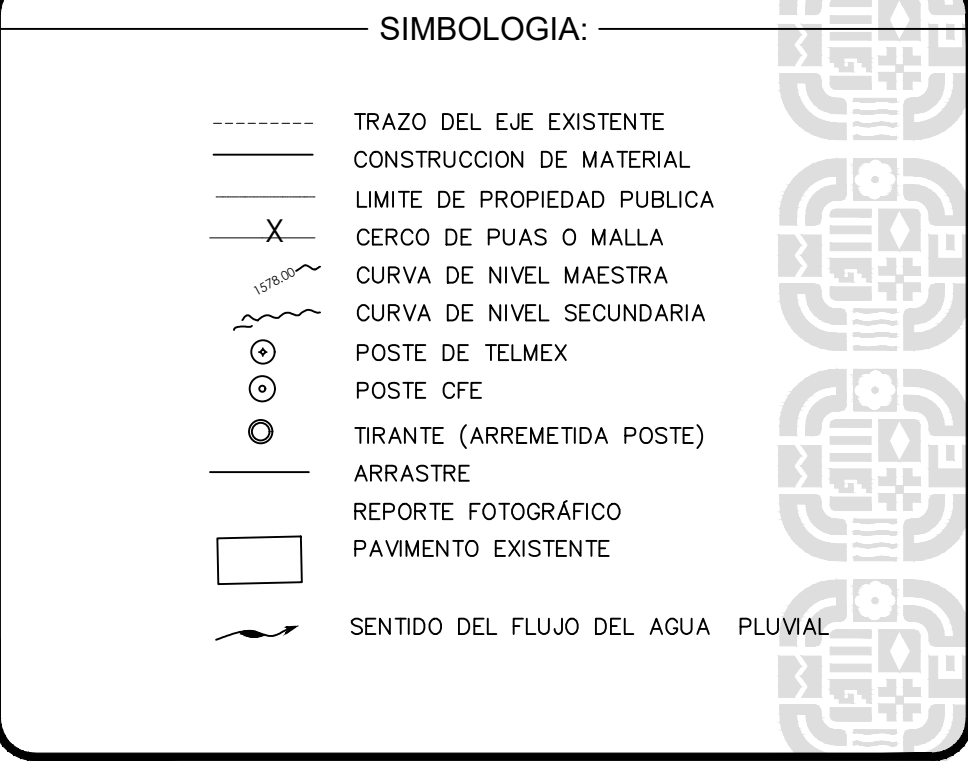 SIMBOLOGIA:
TRAZO DEL EJE EXISTENTE
CONSTRUCCION DE MATERIAL
LIMITE DE PROPIEDAD PUBLICA
X CERCO DE PUAS O MALLA
1578.00 CURVA DE NIVEL MAESTRA
CURVA DE NIVEL SECUNDARIA
POSTE DE TELMEX
POSTE CFE
TIRANTE (ARREMETIDA POSTE)
ARRASTRE
REPORTE FOTOGRÁFICO
PAVIMENTO EXISTENTE
SENTIDO DEL FLUJO DEL AGUA PLUVIAL